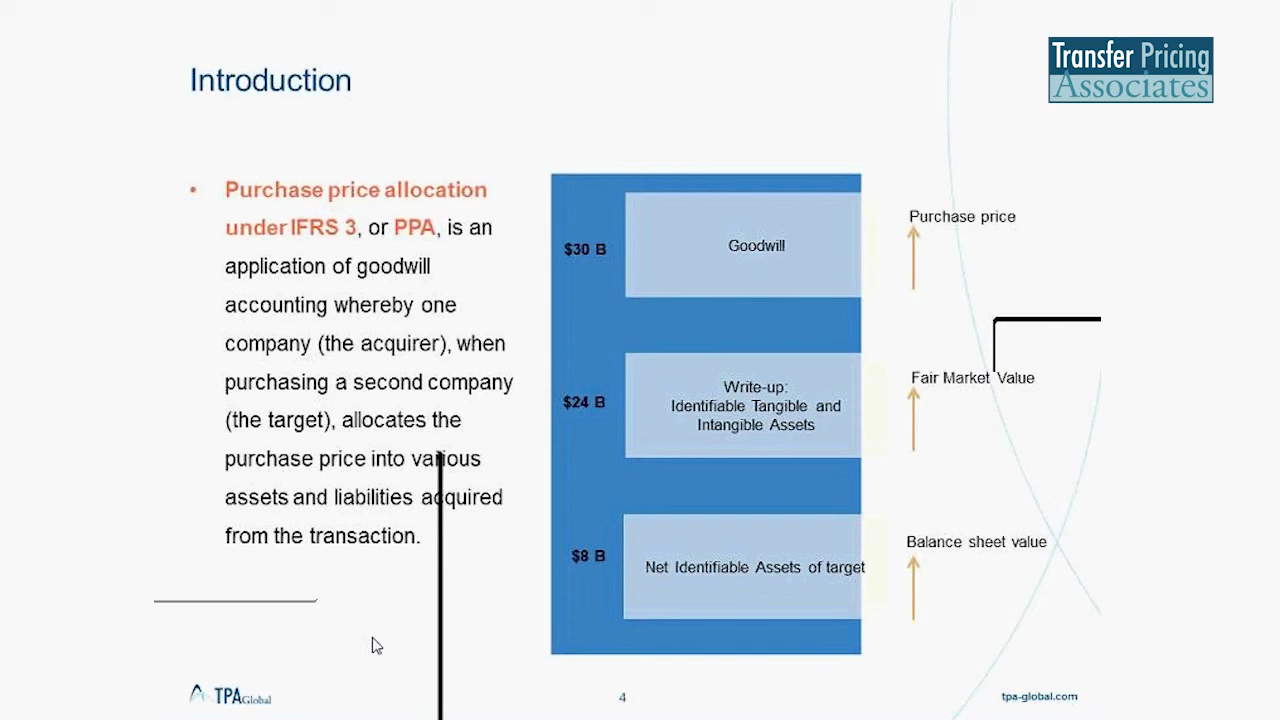 Transfer Pricing
Associates
Introduction
• Purchase price allocation
under IFRS 3, or PPA, is an
application of goodwill
accounting whereby one
company (the acquirer), when
purchasing a second company
(the target), allocates the
purchase price into various
assets and liabilities acquired
from the transaction.
$30 B
Goodwill
Purchase price
$24 B
Write-up:
Identifiable Tangible and
Intangible Assets
Fair Market Value
$8 B
Net Identifiable Assets of target
Balance sheet value
TPA Global
4
tpa-global.com